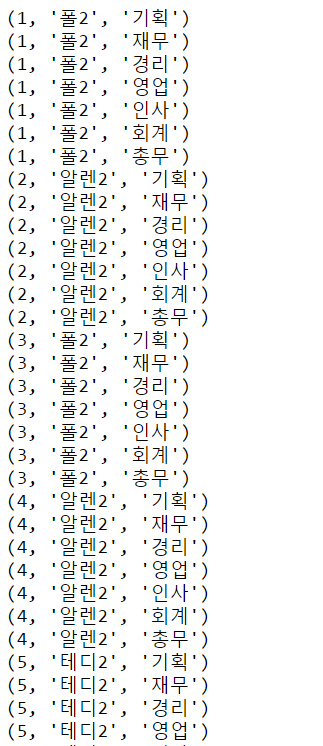 (1, '폴2', '기획')
(1, '폴2', '재무')
(1, '폴2', '경리')
(1, '폴2', '영업')
(1, '폴2', '인사')
(1, '폴2', '회계')
(1, '폴2', '총무')
(2, '알렌2', '기획')
(2, '알렌2', '재무')
(2, '알렌2', '경리')
(2, '알렌2', '영업')
(2, '알렌2', '인사')
(2, '알렌2', '회계')
(2, '알렌2', '총무')
(3, '폴2', '기획')
(3, '폴2', '재무')
(3, '폴2', '경리')
(3, '폴2', '영업')
(3, '폴2', '인사')
(3, '폴2', '회계')
(3, '폴2', '총무')
(4, '알렌2', '기획')
(4, '알렌2', '재무')
(4, '알렌2', '경리')
(4, '알렌2', '영업')
(4, '알렌2', '인사')
(4, '알렌2', '회계')
(4, '알렌2', '총무')
(5, '테디2', '기획')
(5, '테디2', '재무')
(5, '테디2', '경리')
(5, '테디2', '영업')